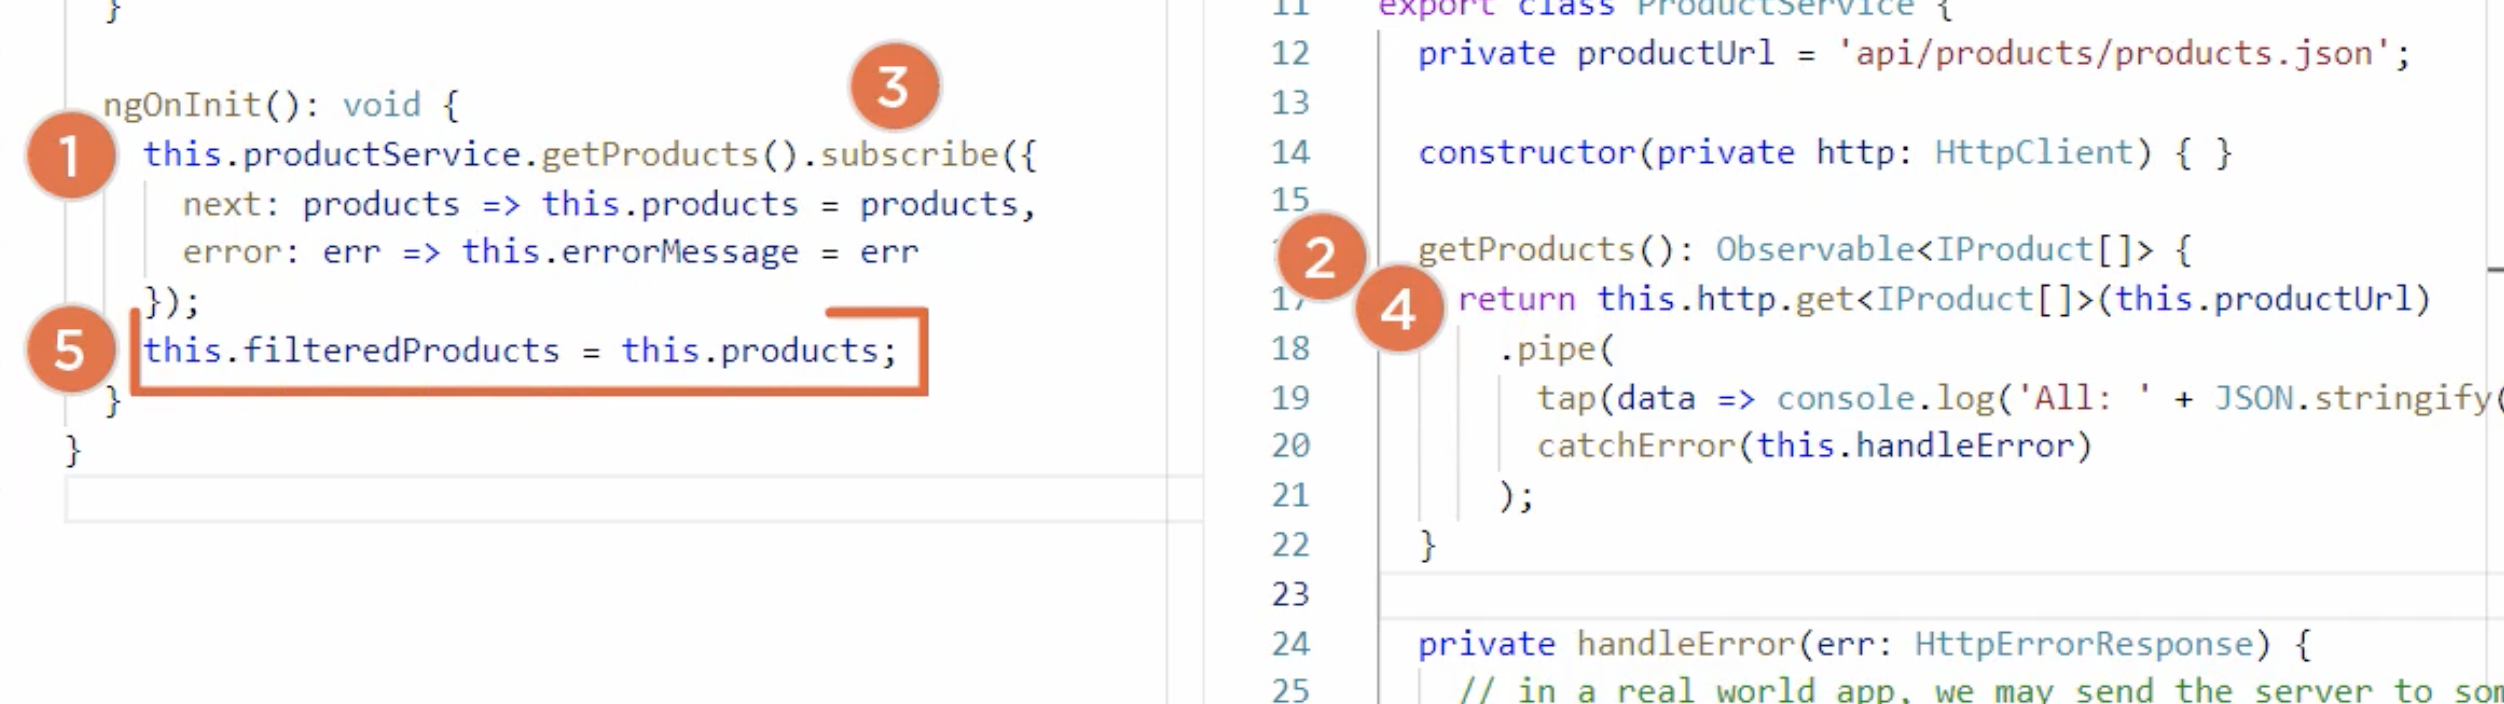 }
ngOnInit(): void {
3
1
this.productService.getProducts().subscribe({
next: products => this.products = products,
error: err => this.errorMessage = err
});
5
this.filteredProducts = this.products;
}
}
11 export class ProductService {
12 private productUrl = 'api/products/products.json';
13
14 constructor(private http: HttpClient) { }
15
2
getProducts(): Observable<IProduct[]> {
17 4 return this.http.get<IProduct[]>(this.productUrl)
18 .pipe(
19 tap(data => console.log('All: ' + JSON.stringify(
20 catchError(this.handleError)
21 );
22 }
23
24 private handleError(err: HttpErrorResponse) {
25 // in a real world app, we may send the server to som